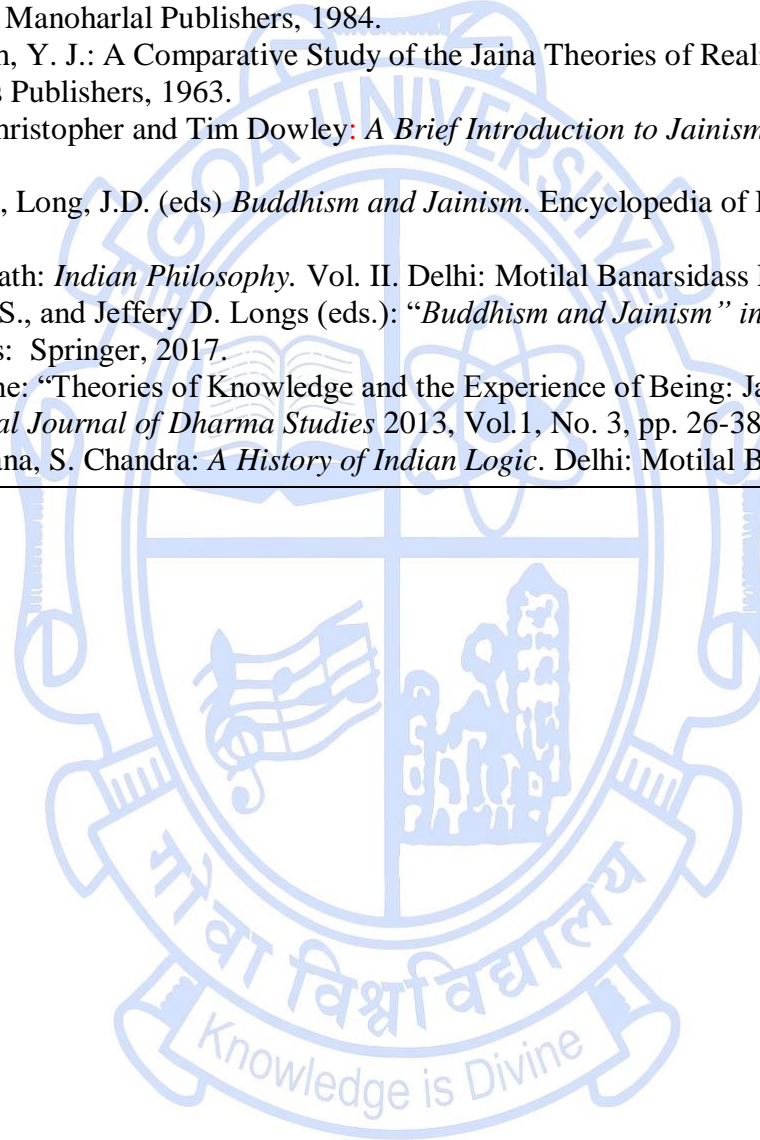 Manoharlal Publishers, 1984.
n, Y. J.: A Comparative Study of the Jaina Theories of Real
s Publishers, 1963.
hristopher and Tim Dowley: A Brief Introduction to Jainism
, Long, J.D. (eds) Buddhism and Jainism. Encyclopedia of I
ath: Indian Philosophy. Vol. II. Delhi: Motilal Banarsidass
S., and Jeffery D. Longs (eds.): “Buddhism and Jainism” in
s: Springer, 2017.
ne: “Theories of Knowledge and the Experience of Being: Ja
al Journal of Dharma Studies 2013, Vol.1, No. 3, pp. 26-38
nna, S. Chandra: A History of Indian Logic. Delhi: Motilal B
GOA UNIVERSITY
गोंवा विश्वविद्यालय
Knowledge is Divine